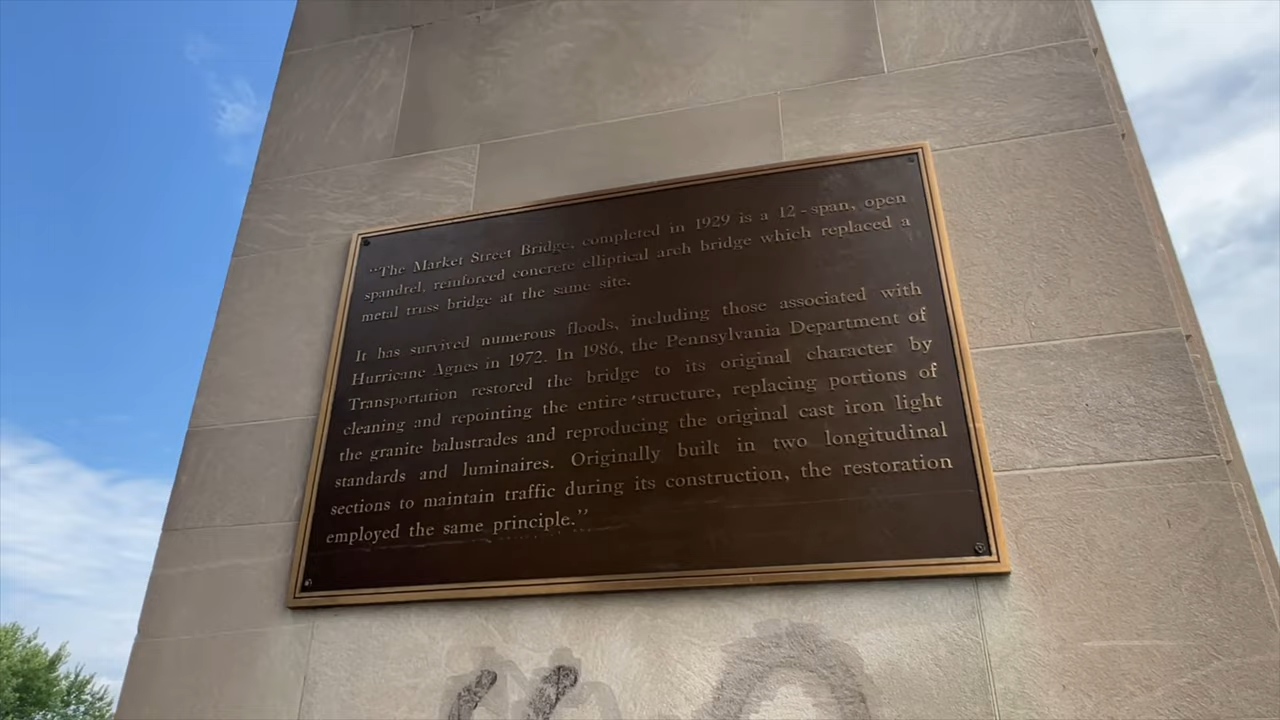 “The Market Street Bridge, completed in 1929 is a 12 - span, open
spandrel, reinforced concrete elliptical arch bridge which replaced a
metal truss bridge at the same site.
It has survived numerous floods, including those associated with
Hurricane Agnes in 1972. In 1986, the Pennsylvania Department of
Transportation restored the bridge to its original character by
cleaning and repointing the entire structure, replacing portions of
the granite balustrades and reproducing the original cast iron light
standards and luminaires. Originally built in two longitudinal
sections to maintain traffic during its construction, the restoration
employed the same principle.”